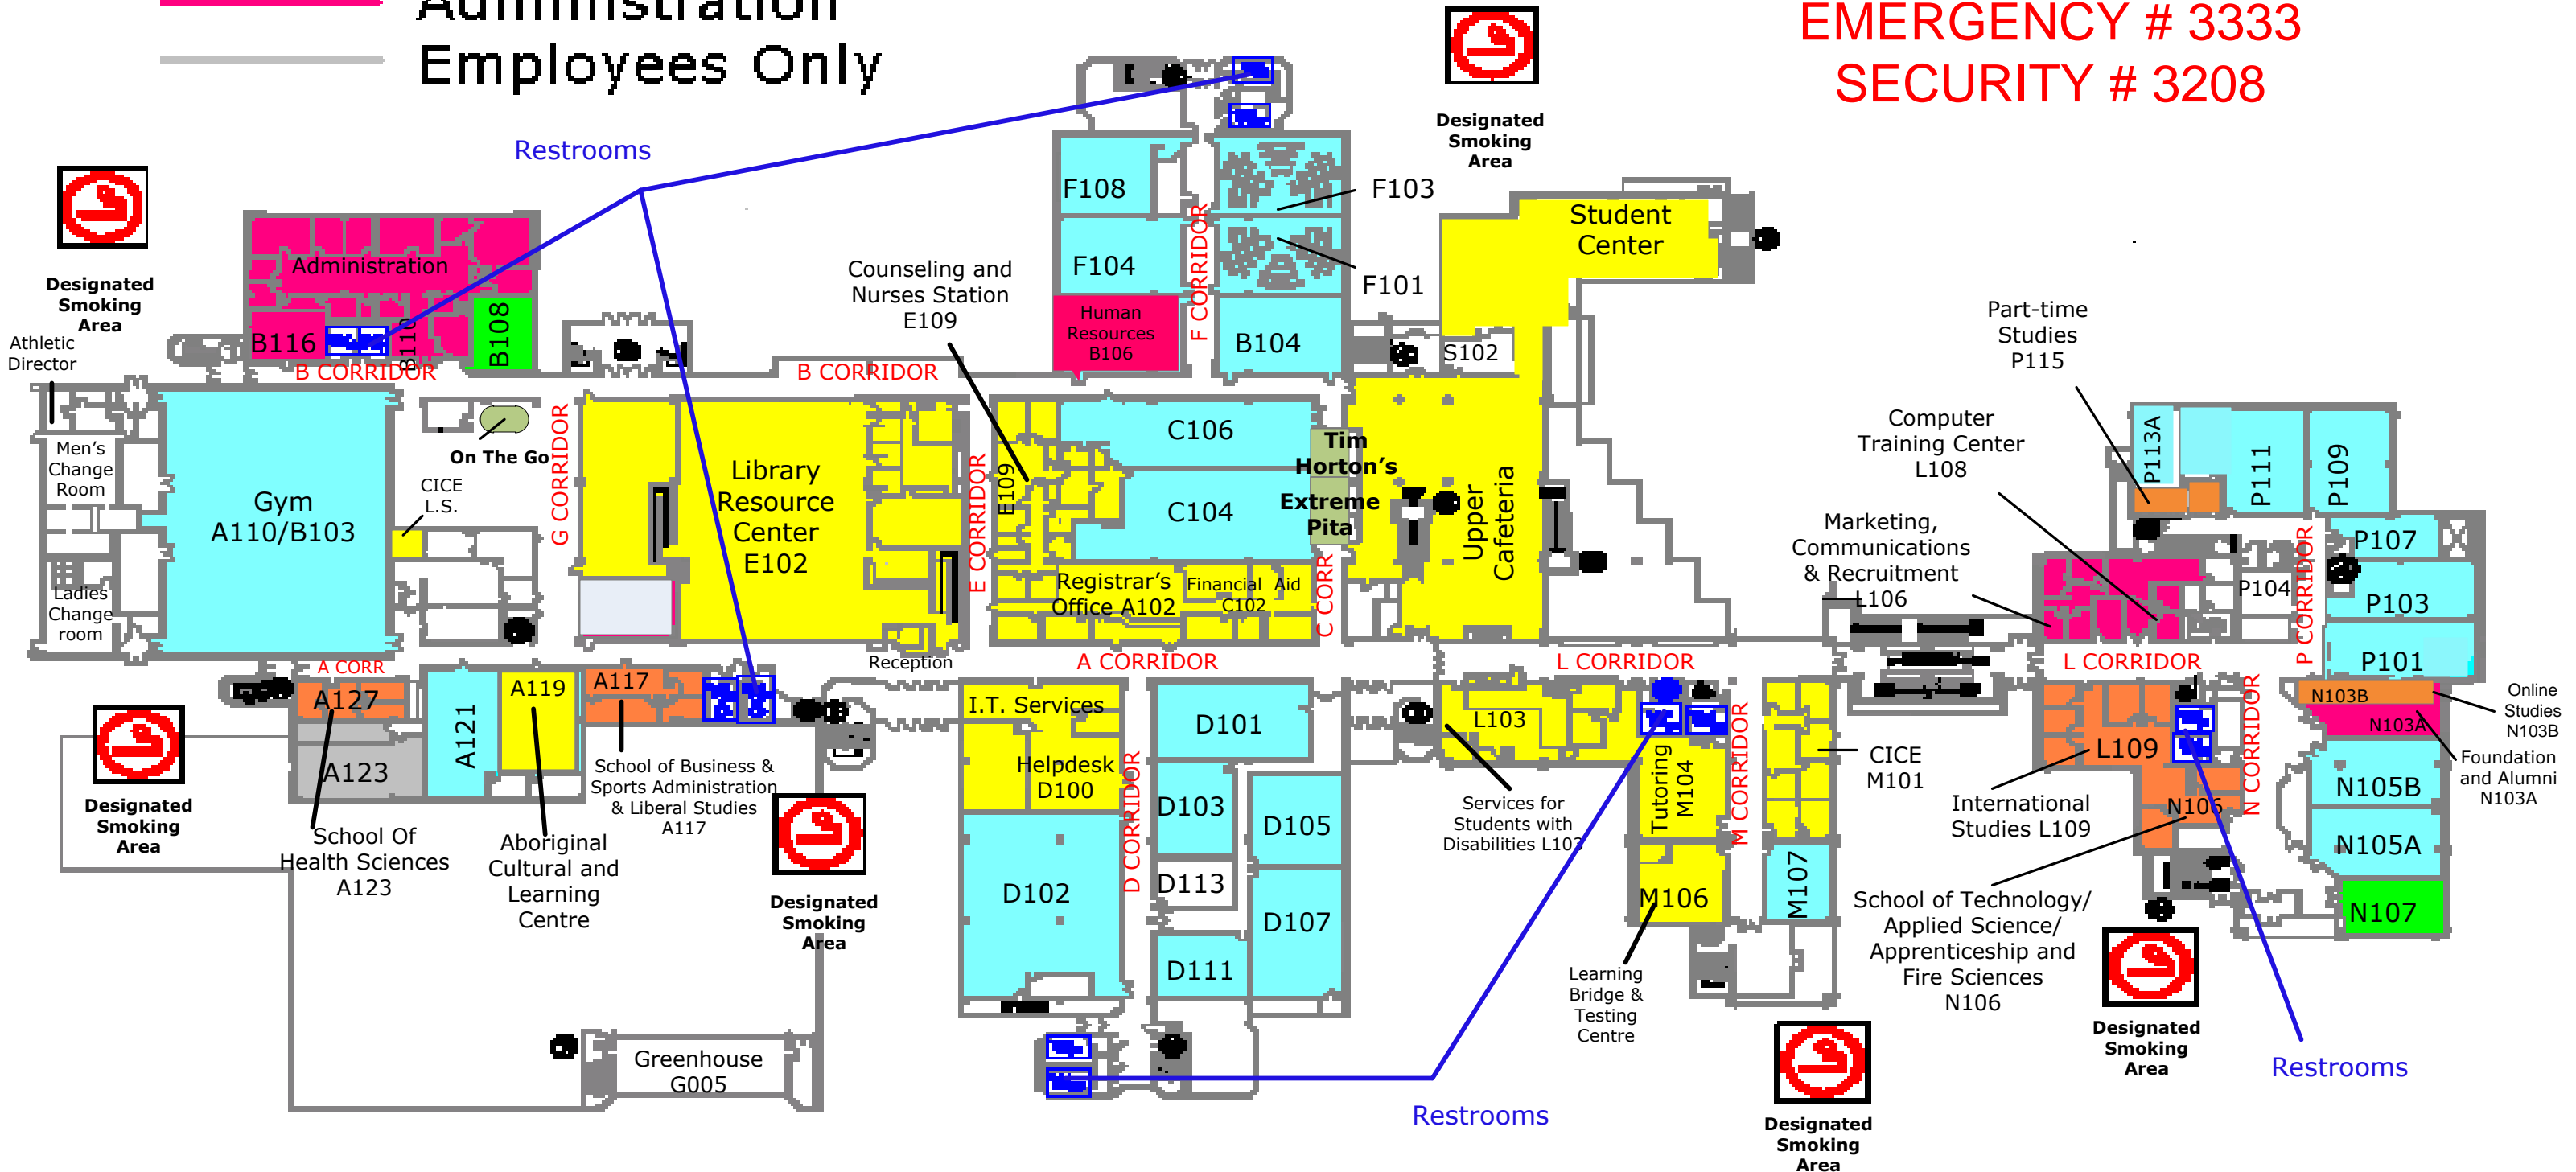 Administration
Employees Only
EMERGENCY # 3333
SECURITY # 3208
Designated
Smoking
Area
Restrooms
Designated
Smoking
Area
Athletic
Director
Administration
B116
B110
B108
B CORRIDOR
Counseling and
Nurses Station
E109
B CORRIDOR
F108
F104
Human
Resources
B106
F CORRIDOR
F103
F101
B104
Student
Center
S102
Part-time
Studies
P115
Computer
Training Center
L108
Marketing,
Communications
& Recruitment
L106
Men's
Change
Room
Ladies
Change
room
Gym
A110/B103
On The Go
CICE
L.S.
G CORRIDOR
Library
Resource
Center
E102
E CORRIDOR
E109
C106
C104
Registrar's
Office A102
Financial Aid
C102
Tim
Horton's
Extreme
Pita
C CORR
Upper
Cafeteria
P113A
P111
P109
P107
P104
P CORRIDOR
P103
P101
A CORR
Reception
A CORRIDOR
L CORRIDOR
L CORRIDOR
A127
A123
A121
A119
A117
I.T. Services
Helpdesk
D100
D102
D CORRIDOR
D101
D103
D105
D113
D107
D111
L103
Tutoring
M104
M CORRIDOR
M106
M107
CICE
M101
L109
N106
N CORRIDOR
N103B
N103A
N105B
N105A
N107
Online
Studies
N103B
Foundation
and Alumni
N103A
Designated
Smoking
Area
School Of
Health Sciences
A123
Aboriginal
Cultural and
Learning
Centre
School of Business &
Sports Administration
& Liberal Studies
A117
Designated
Smoking
Area
Services for
Students with
Disabilities L103
International
Studies L109
School of Technology/
Applied Science/
Apprenticeship and
Fire Sciences
N106
Learning
Bridge &
Testing
Centre
Greenhouse
G005
Restrooms
Designated
Smoking
Area
Designated
Smoking
Area
Restrooms